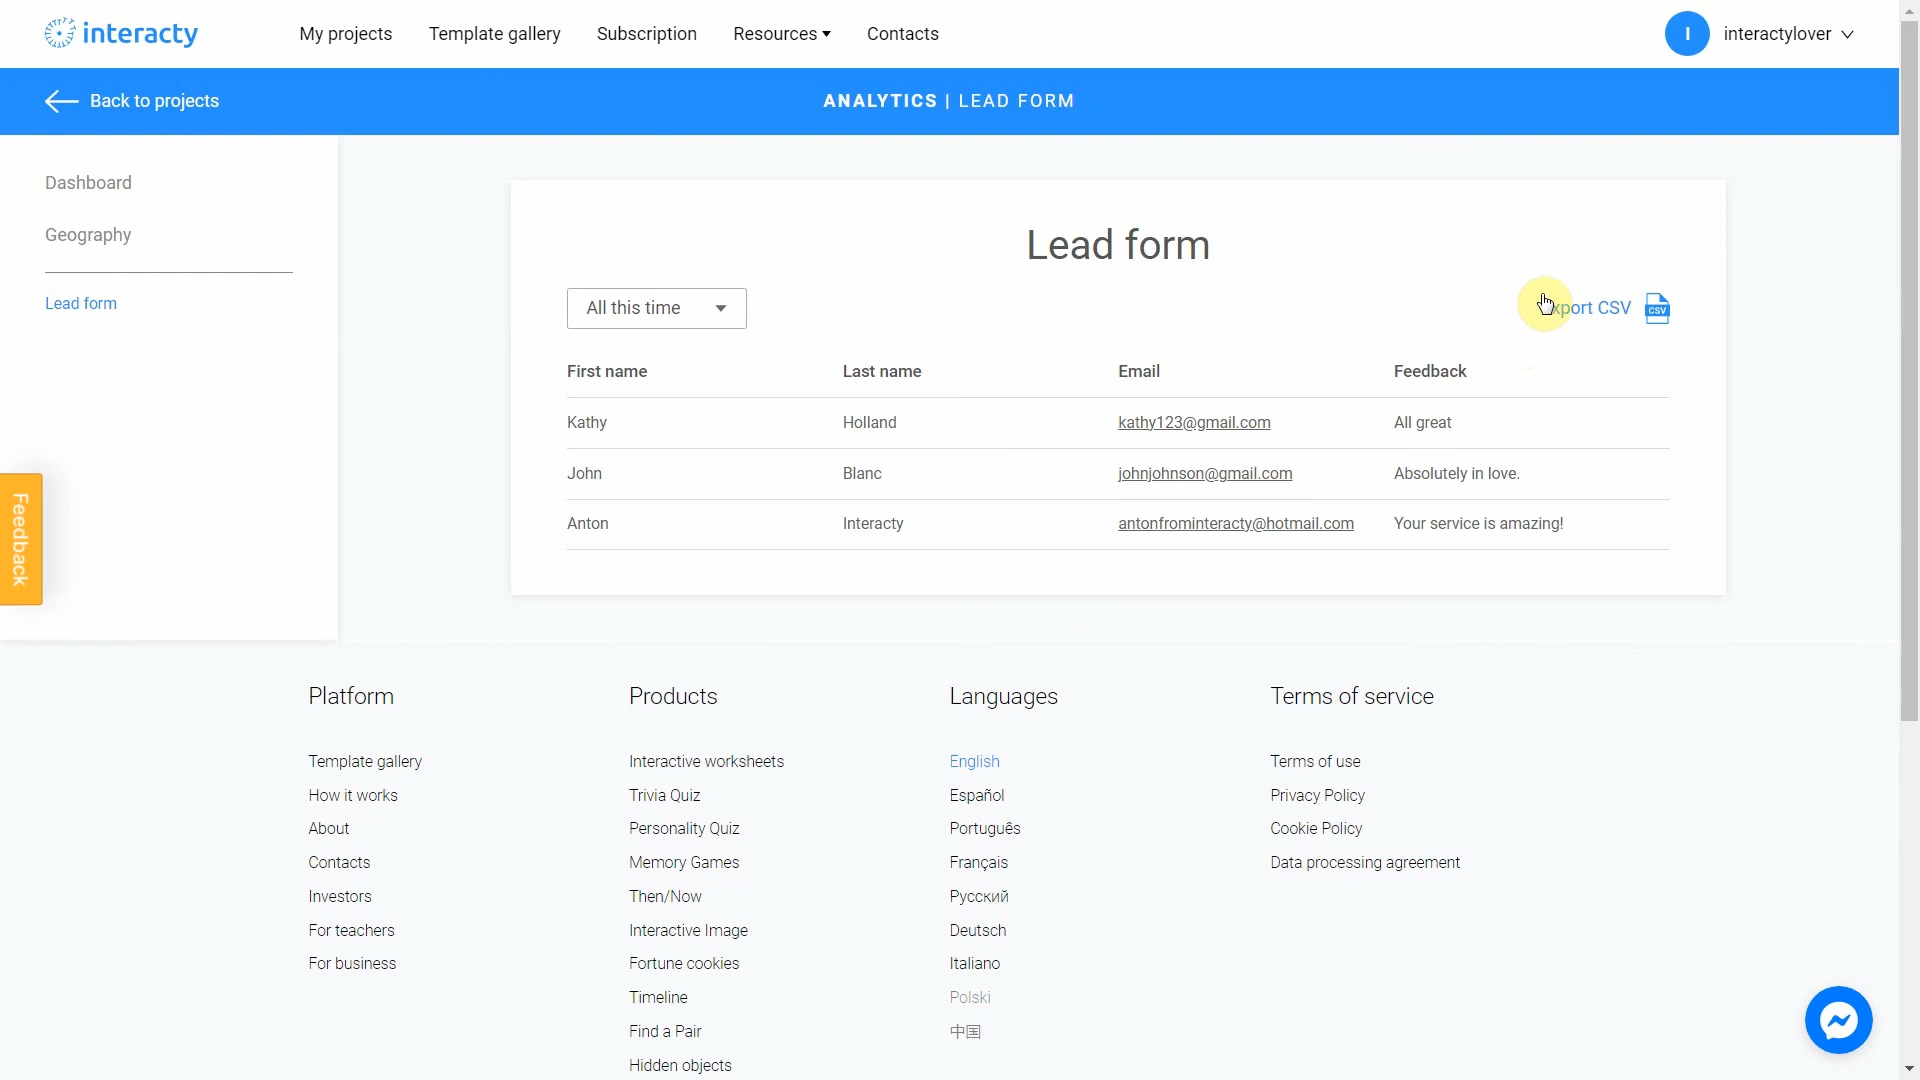 interacty
My projects
Template gallery
Subscription
Resources
Contacts
I
interactylover
Back to projects
ANALYTICS | LEAD FORM
Dashboard
Geography
Lead form
Lead form
All this time
xport CSV
CSV
First name Last name Email Feedback
Kathy Holland kathy123@gmail.com All great
John Blanc johnjohnson@gmail.com Absolutely in love.
Anton Interacty antonfrominteracty@hotmail.com Your service is amazing!
Feedback
Platform
Template gallery
How it works
About
Contacts
Investors
For teachers
For business
Products
Interactive worksheets
Trivia Quiz
Personality Quiz
Memory Games
Then/Now
Interactive Image
Fortune cookies
Timeline
Find a Pair
Hidden objects
Languages
English
Español
Português
Français
Русский
Deutsch
Italiano
Polski
中国
Terms of service
Terms of use
Privacy Policy
Cookie Policy
Data processing agreement